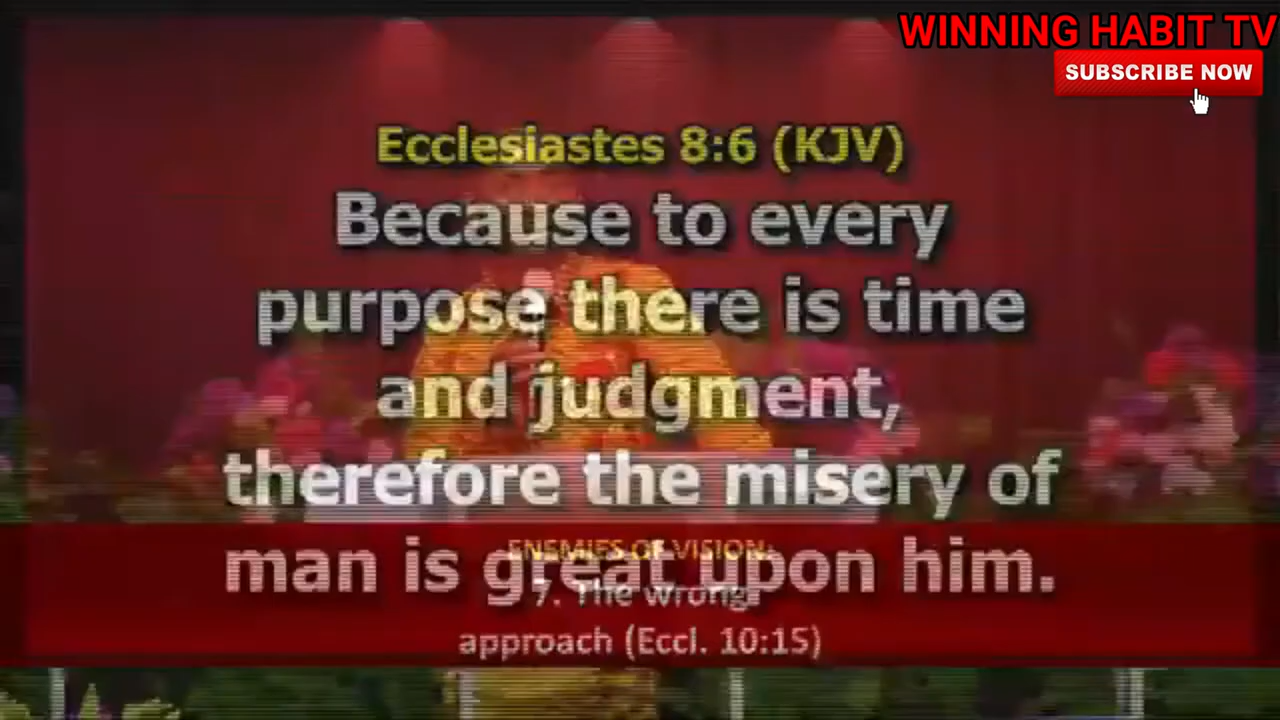 WINNING HABIT TV
SUBSCRIBE NOW
Ecclesiastes 8:6 (KJV)
Because to every
purpose there is time
and judgment,
therefore the misery of
man is great upon him.
ENEMIES OF VISION:
7. The wrong
approach (Eccl. 10:15)